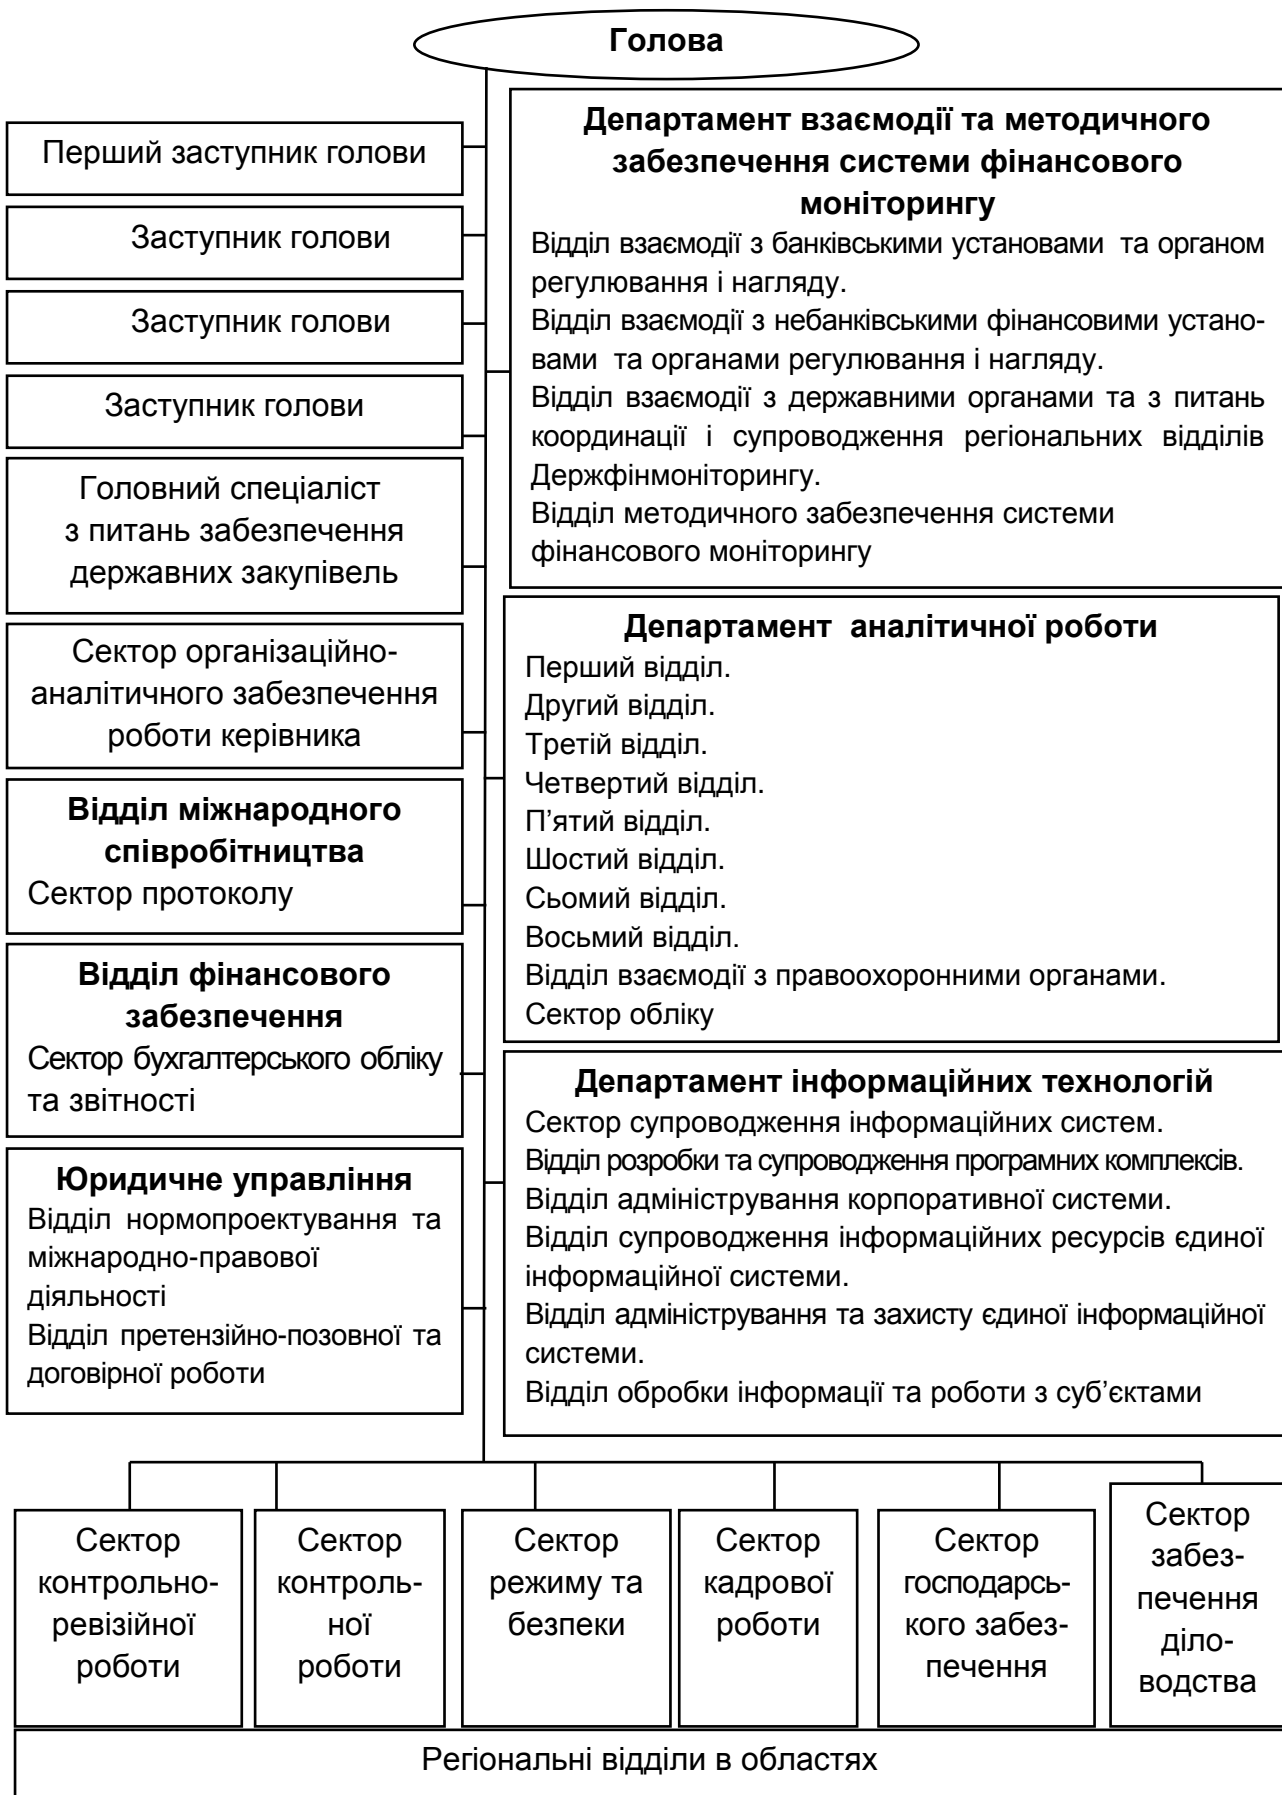 Голова
Перший заступник голови
Заступник голови
Заступник голови
Заступник голови
Головний спеціаліст
з питань забезпечення
державних закупівель
Сектор організаційно-
аналітичного забезпечення
роботи керівника
Відділ міжнародного
співробітництва
Сектор протоколу
Відділ фінансового
забезпечення
Сектор бухгалтерського обліку
та звітності
Юридичне управління
Відділ нормопроектування та
міжнародно-правової
діяльності
Відділ претензійно-позовної та
договірної роботи
Департамент взаємодії та методичного
забезпечення системи фінансового
моніторингу
Відділ взаємодії з банківськими установами та органом
регулювання і нагляду.
Відділ взаємодії з небанківськими фінансовими устано-
вами та органами регулювання і нагляду.
Відділ взаємодії з державними органами та з питань
координації і супроводження регіональних відділів
Держфінмоніторингу.
Відділ методичного забезпечення системи
фінансового моніторингу
Департамент аналітичної роботи
Перший відділ.
Другий відділ.
Третій відділ.
Четвертий відділ.
П’ятий відділ.
Шостий відділ.
Сьомий відділ.
Восьмий відділ.
Відділ взаємодії з правоохоронними органами.
Сектор обліку
Департамент інформаційних технологій
Сектор супроводження інформаційних систем.
Відділ розробки та супроводження програмних комплексів.
Відділ адміністрування корпоративної системи.
Відділ супроводження інформаційних ресурсів єдиної
інформаційної системи.
Відділ адміністрування та захисту єдиної інформаційної
системи.
Відділ обробки інформації та роботи з суб’єктами
Сектор
контрольно-
ревізійної
роботи
Сектор
контроль-
ної
роботи
Сектор
режиму та
безпеки
Сектор
кадрової
роботи
Сектор
господарсь-
кого забез-
печення
Сектор
забез-
печення
діло-
водства
Регіональні відділи в областях